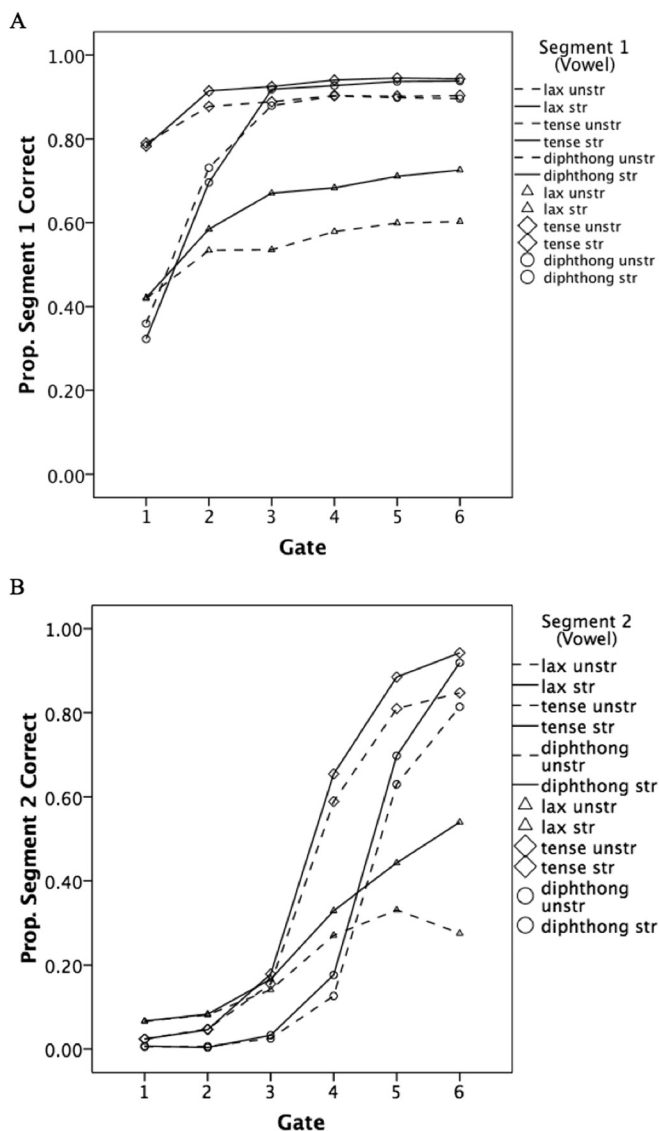 A
Segment 1
(Vowel)
lax unstr
lax str
tense unstr
tense str
diphthong unstr
diphthong str
lax unstr
lax str
tense unstr
tense str
diphthong unstr
diphthong str
Prop. Segment 1 Correct
1.00
0.80
0.60
0.40
0.20
0.00
1 2 3 4 5 6
Gate
B
Segment 2
(Vowel)
lax unstr
lax str
tense unstr
tense str
diphthong
unstr
diphthong str
lax unstr
lax str
tense unstr
tense str
diphthong
unstr
diphthong str
Prop. Segment 2 Correct
1.00
0.80
0.60
0.40
0.20
0.00
1 2 3 4 5 6
Gate